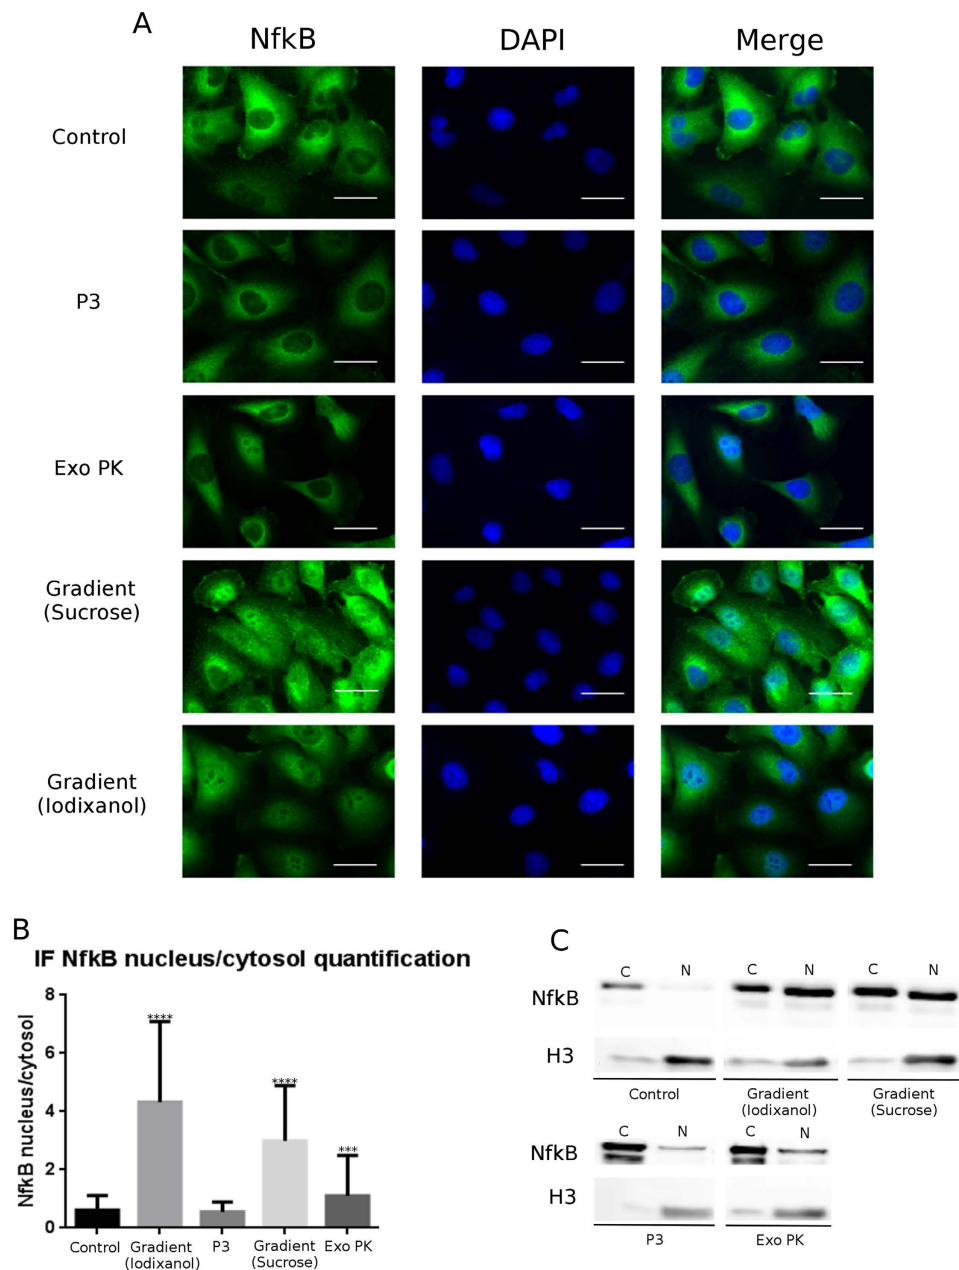 A
NfkB DAPI Merge
Control
P3
Exo PK
Gradient
(Sucrose)
Gradient
(Iodixanol)
B
IF NfkB nucleus/cytosol quantification
NfkB nucleus/cytosol
8
6
4
2
0
**** **** ***
Control Gradient P3 Gradient Exo PK
(Iodixanol) (Sucrose)
C
C N C N C N
NfkB
H3
Control Gradient Gradient
(Iodixanol) (Sucrose)
C N C N
NfkB
H3
P3 Exo PK